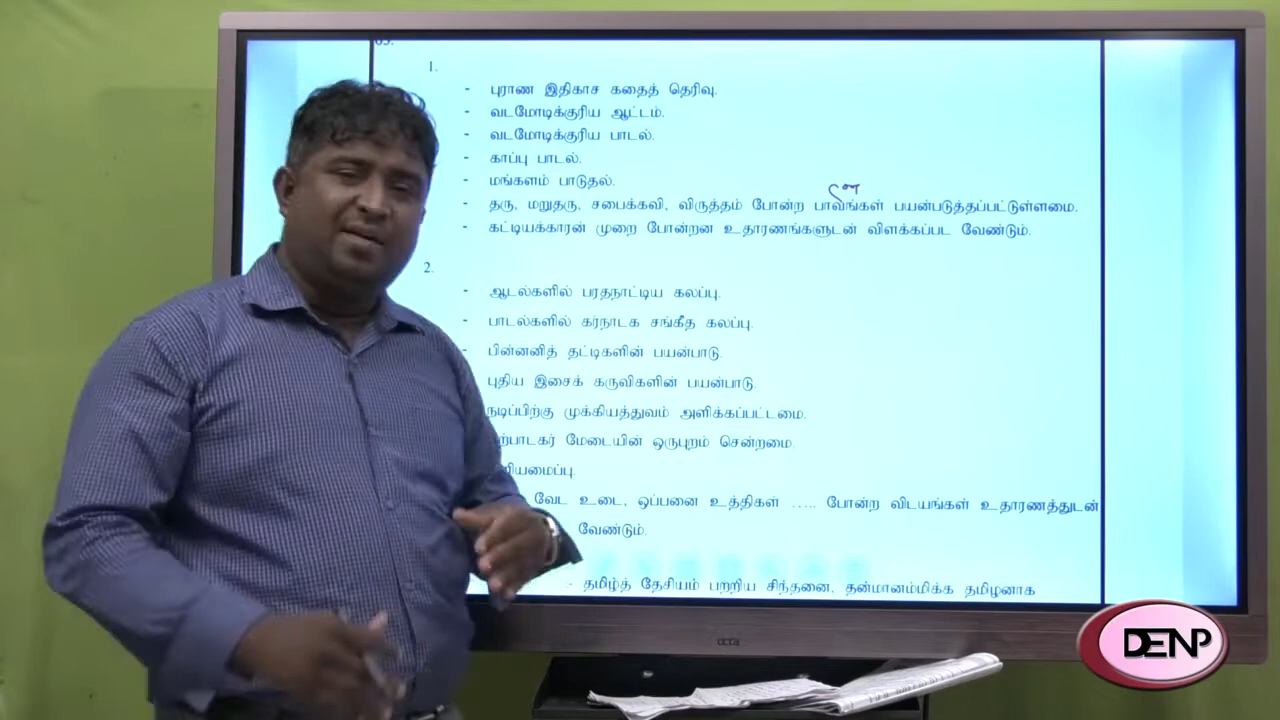 03.
1.
- புராண இதிகாச கதைத் தெரிவு.
- வடமோடிக்குரிய ஆட்டம்.
- வடமோடிக்குரிய பாடல்.
- காப்பு பாடல்.
- மங்களம் பாடுதல்.
- தரு, மறுதரு, சபைக்கவி, விருத்தம் போன்ற பாவங்கள் பயன்படுத்தப்பட்டுள்ளமை.
- கட்டியக்காரன் முறை போன்றன உதாரணங்களுடன் விளக்கப்பட வேண்டும்.
2.
- ஆடல்களில் பரதநாட்டிய கலப்பு.
- பாடல்களில் கர்நாடக சங்கீத கலப்பு.
- பின்னனித் தட்டிகளின் பயன்பாடு.
புதிய இசைக் கருவிகளின் பயன்பாடு.
நடிப்பிற்கு முக்கியத்துவம் அளிக்கப்பட்டமை.
மேடையின் ஒருபுறம் சென்றமை.
வேட உடை, ஒப்பனை உத்திகள் ..... போன்ற விடயங்கள் உதாரணத்துடன்
வேண்டும்.
- தமிழ்த் தேசியம் பற்றிய சிந்தனை, தன்மானம்மிக்க தமிழனாக
DENP